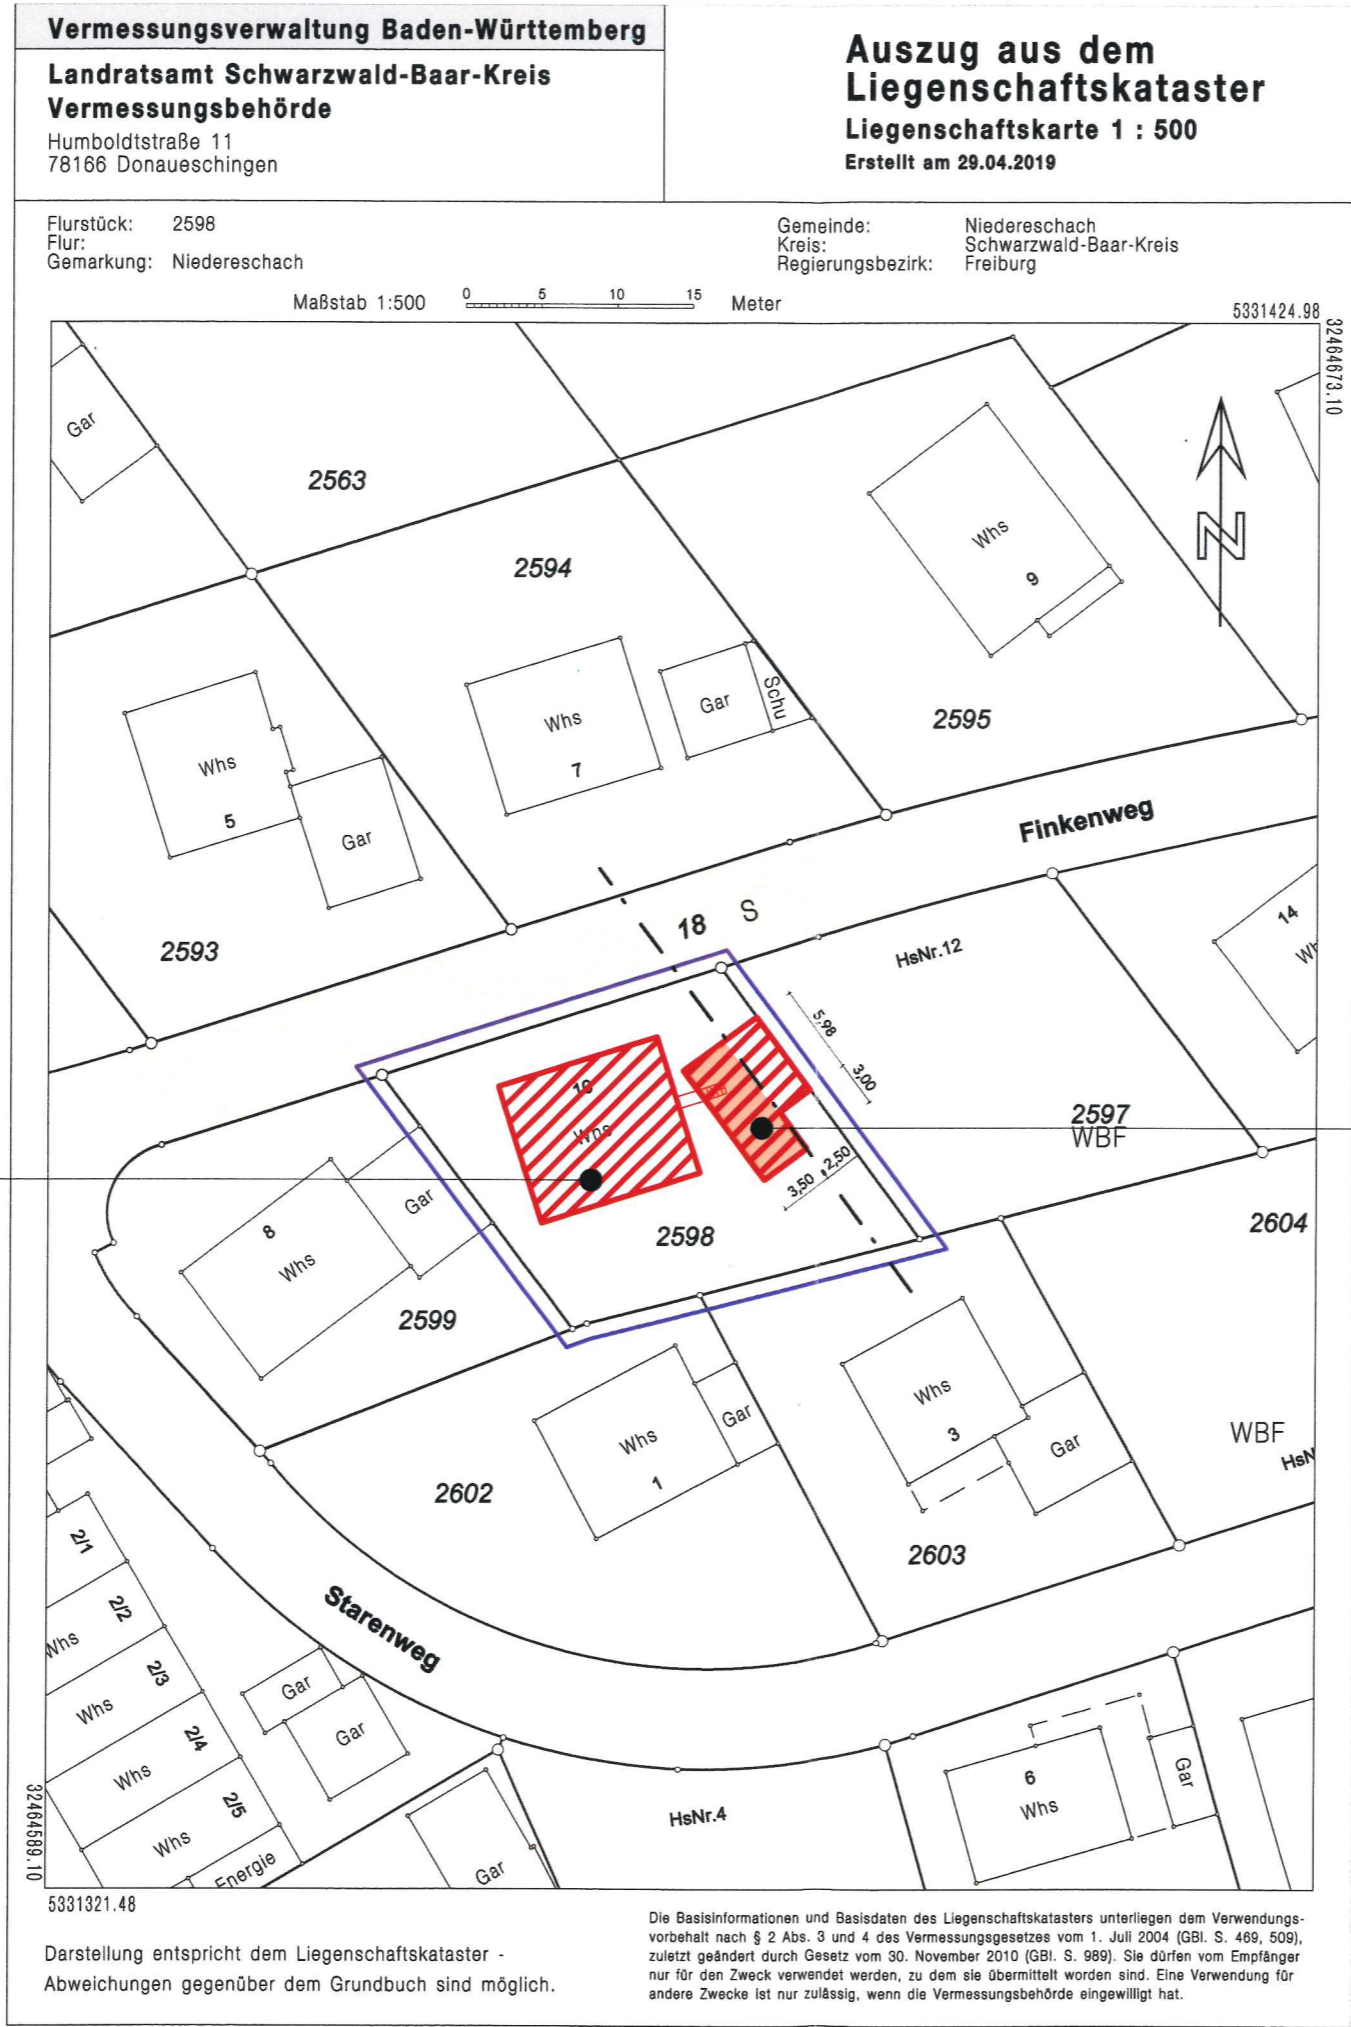 Vermessungsverwaltung Baden-Württemberg
Landratsamt Schwarzwald-Baar-Kreis
Vermessungsbehörde
Humboldtstraße 11
78166 Donaueschingen
Auszug aus dem
Liegenschaftskataster
Liegenschaftskarte 1 : 500
Erstellt am 29.04.2019
Flurstück: 2598
Flur:
Gemarkung: Niedereschach
Gemeinde: Niedereschach
Kreis: Schwarzwald-Baar-Kreis
Regierungsbezirk: Freiburg
Maßstab 1:500
0 5 10 15
Meter
5331424.98
32464673.10
Gar
2563
2594
Whs
9
N
Whs
7
Gar
Schu
2595
Whs
5
Gar
Finkenweg
2593
18 S
HsNr.12
14
5,98
3,00
Whs
2597
WBF
3,50
2,50
2598
2604
8
Whs
Gar
2599
Whs
1
Gar
Whs
3
Gar
WBF
HsN
2602
2603
2/1
2/2
Whs
2/3
Whs
2/4
Whs
2/5
Whs
Energie
Starenweg
Gar
Gar
Gar
HsNr.4
6
Whs
Gar
32464589.10
5331321.48
Darstellung entspricht dem Liegenschaftskataster -
Abweichungen gegenüber dem Grundbuch sind möglich.
Die Basisinformationen und Basisdaten des Liegenschaftskatasters unterliegen dem Verwendungs-
vorbehalt nach § 2 Abs. 3 und 4 des Vermessungsgesetzes vom 1. Juli 2004 (GBl. S. 469, 509),
zuletzt geändert durch Gesetz vom 30. November 2010 (GBl. S. 989). Sie dürfen vom Empfänger
nur für den Zweck verwendet werden, zu dem sie übermittelt worden sind. Eine Verwendung für
andere Zwecke ist nur zulässig, wenn die Vermessungsbehörde eingewilligt hat.